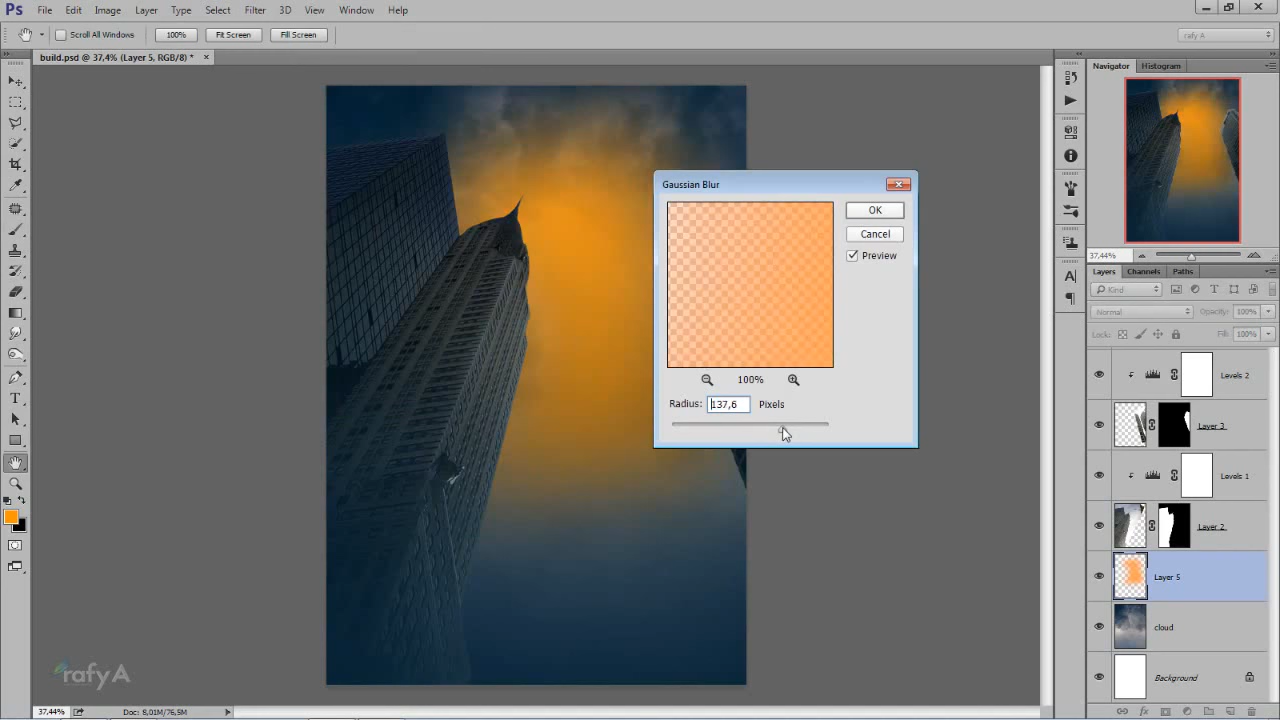 Ps File Edit Image Layer Type Select Filter 3D View Window Help
Scroll All Windows 100% Fit Screen Fill Screen rafy A
build.psd @ 37,4% (Layer 5, RGB/8) * ×
Navigator Histogram
Gaussian Blur
OK
Cancel
Preview
37,44%
Layers Channels Paths
Kind
Normal Opacity: 100%
Lock: Fill: 100%
100%
Radius: 137,6 Pixels
Levels 2
Layer 3
Levels 1
Layer 2
Layer 5
cloud
Background
rafy A
37,44% Doc: 8,01M/76,5M